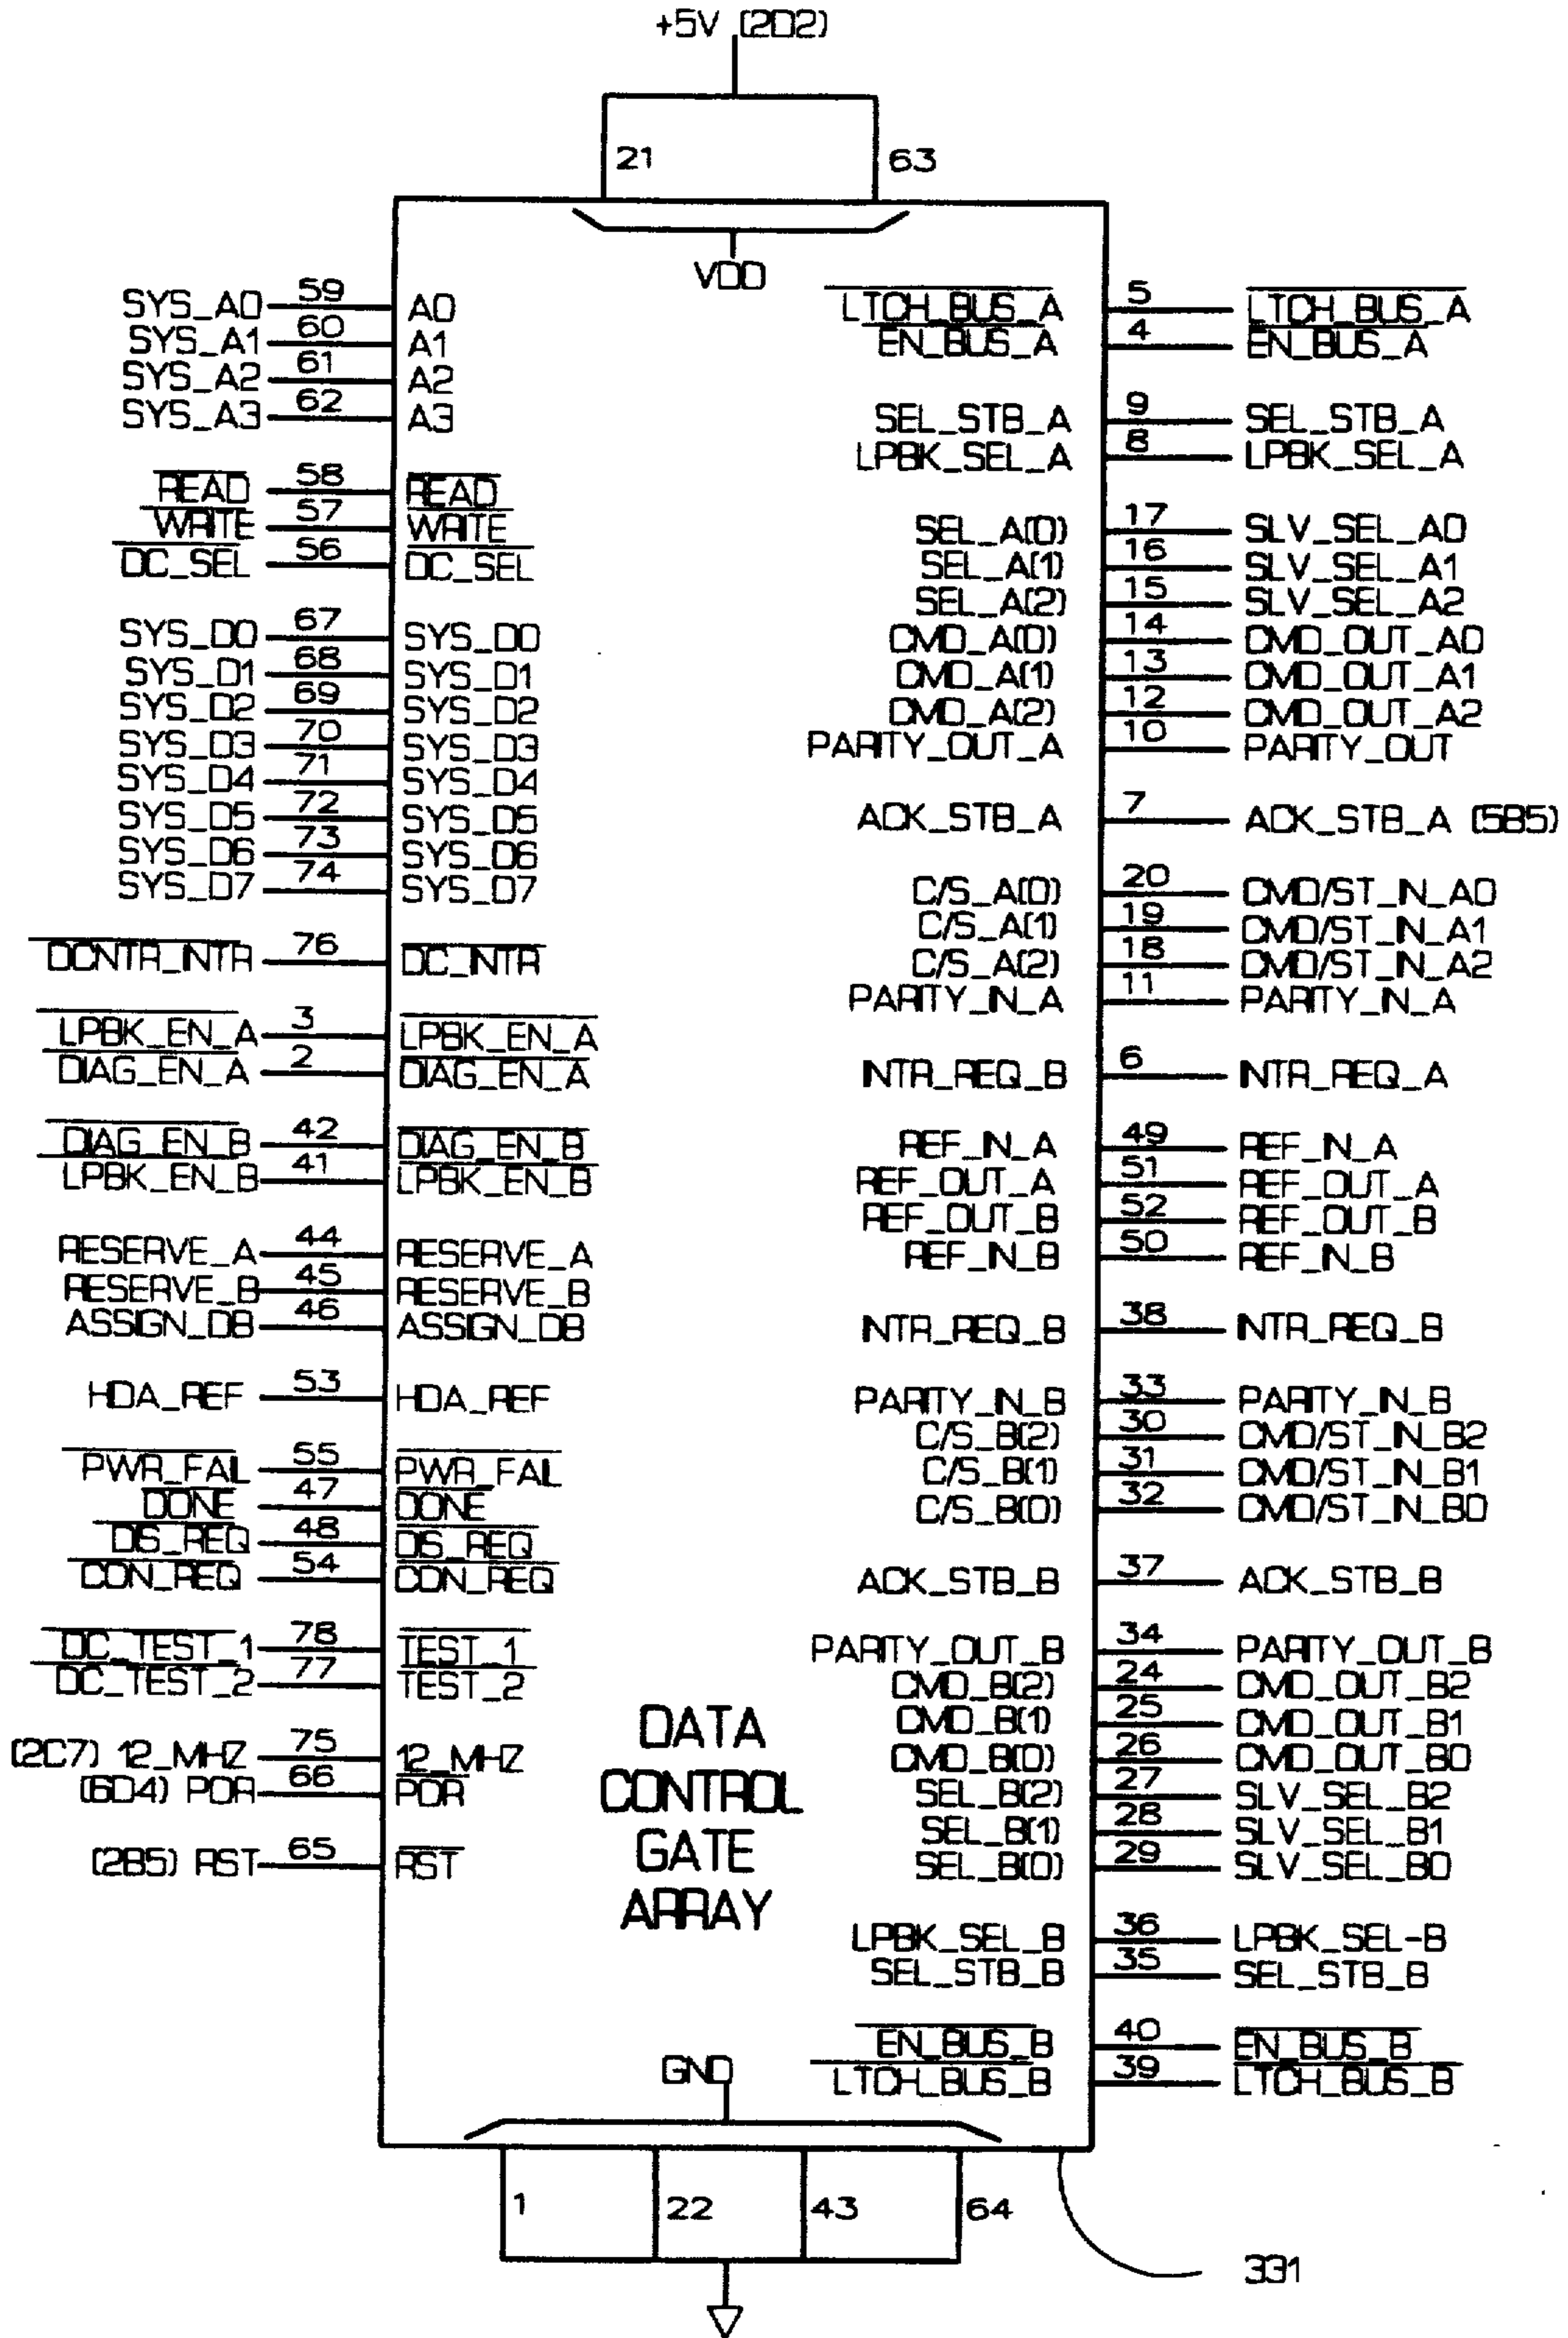 +5V (2D2)
21 63
VDD
SYS_A0 59 A0
SYS_A1 60 A1
SYS_A2 61 A2
SYS_A3 62 A3
READ 58 READ
WRITE 57 WRITE
DC_SEL 56 DC_SEL
SYS_D0 67 SYS_D0
SYS_D1 68 SYS_D1
SYS_D2 69 SYS_D2
SYS_D3 70 SYS_D3
SYS_D4 71 SYS_D4
SYS_D5 72 SYS_D5
SYS_D6 73 SYS_D6
SYS_D7 74 SYS_D7
DCNTR_INTR 76 DC_INTR
LPBK_EN_A 3 LPBK_EN_A
DIAG_EN_A 2 DIAG_EN_A
DIAG_EN_B 42 DIAG_EN_B
LPBK_EN_B 41 LPBK_EN_B
RESERVE_A 44 RESERVE_A
RESERVE_B 45 RESERVE_B
ASSIGN_DB 46 ASSIGN_DB
HDA_REF 53 HDA_REF
PWR_FAIL 55 PWR_FAIL
DONE 47 DONE
DIS_REQ 48 DIS_REQ
CON_REQ 54 CON_REQ
DC_TEST_1 78 TEST_1
DC_TEST_2 77 TEST_2
(2C7) 12_MHZ 75 12_MHZ
(6D4) POR 66 POR
(2B5) RST 65 RST
LTCH_BUS_A 5 LTCH_BUS_A
EN_BUS_A 4 EN_BUS_A
SEL_STB_A 9 SEL_STB_A
LPBK_SEL_A 8 LPBK_SEL_A
SEL_A(0) 17 SLV_SEL_A0
SEL_A(1) 16 SLV_SEL_A1
SEL_A(2) 15 SLV_SEL_A2
CMD_A(0) 14 CMD_OUT_A0
CMD_A(1) 13 CMD_OUT_A1
CMD_A(2) 12 CMD_OUT_A2
PARITY_OUT_A 10 PARITY_OUT
ACK_STB_A 7 ACK_STB_A (5B5)
C/S_A(0) 20 CMD/ST_IN_A0
C/S_A(1) 19 CMD/ST_IN_A1
C/S_A(2) 18 CMD/ST_IN_A2
PARITY_IN_A 11 PARITY_IN_A
INTR_REQ_B 6 INTR_REQ_A
REF_IN_A 49 REF_IN_A
REF_OUT_A 51 REF_OUT_A
REF_OUT_B 52 REF_OUT_B
REF_IN_B 50 REF_IN_B
INTR_REQ_B 38 INTR_REQ_B
PARITY_IN_B 33 PARITY_IN_B
C/S_B(2) 30 CMD/ST_IN_B2
C/S_B(1) 31 CMD/ST_IN_B1
C/S_B(0) 32 CMD/ST_IN_B0
ACK_STB_B 37 ACK_STB_B
PARITY_OUT_B 34 PARITY_OUT_B
CMD_B(2) 24 CMD_OUT_B2
CMD_B(1) 25 CMD_OUT_B1
CMD_B(0) 26 CMD_OUT_B0
SEL_B(2) 27 SLV_SEL_B2
SEL_B(1) 28 SLV_SEL_B1
SEL_B(0) 29 SLV_SEL_B0
LPBK_SEL_B 36 LPBK_SEL-B
SEL_STB_B 35 SEL_STB_B
EN_BUS_B 40 EN_BUS_B
LTCH_BUS_B 39 LTCH_BUS_B
DATA
CONTROL
GATE
ARRAY
GND
1 22 43 64
331